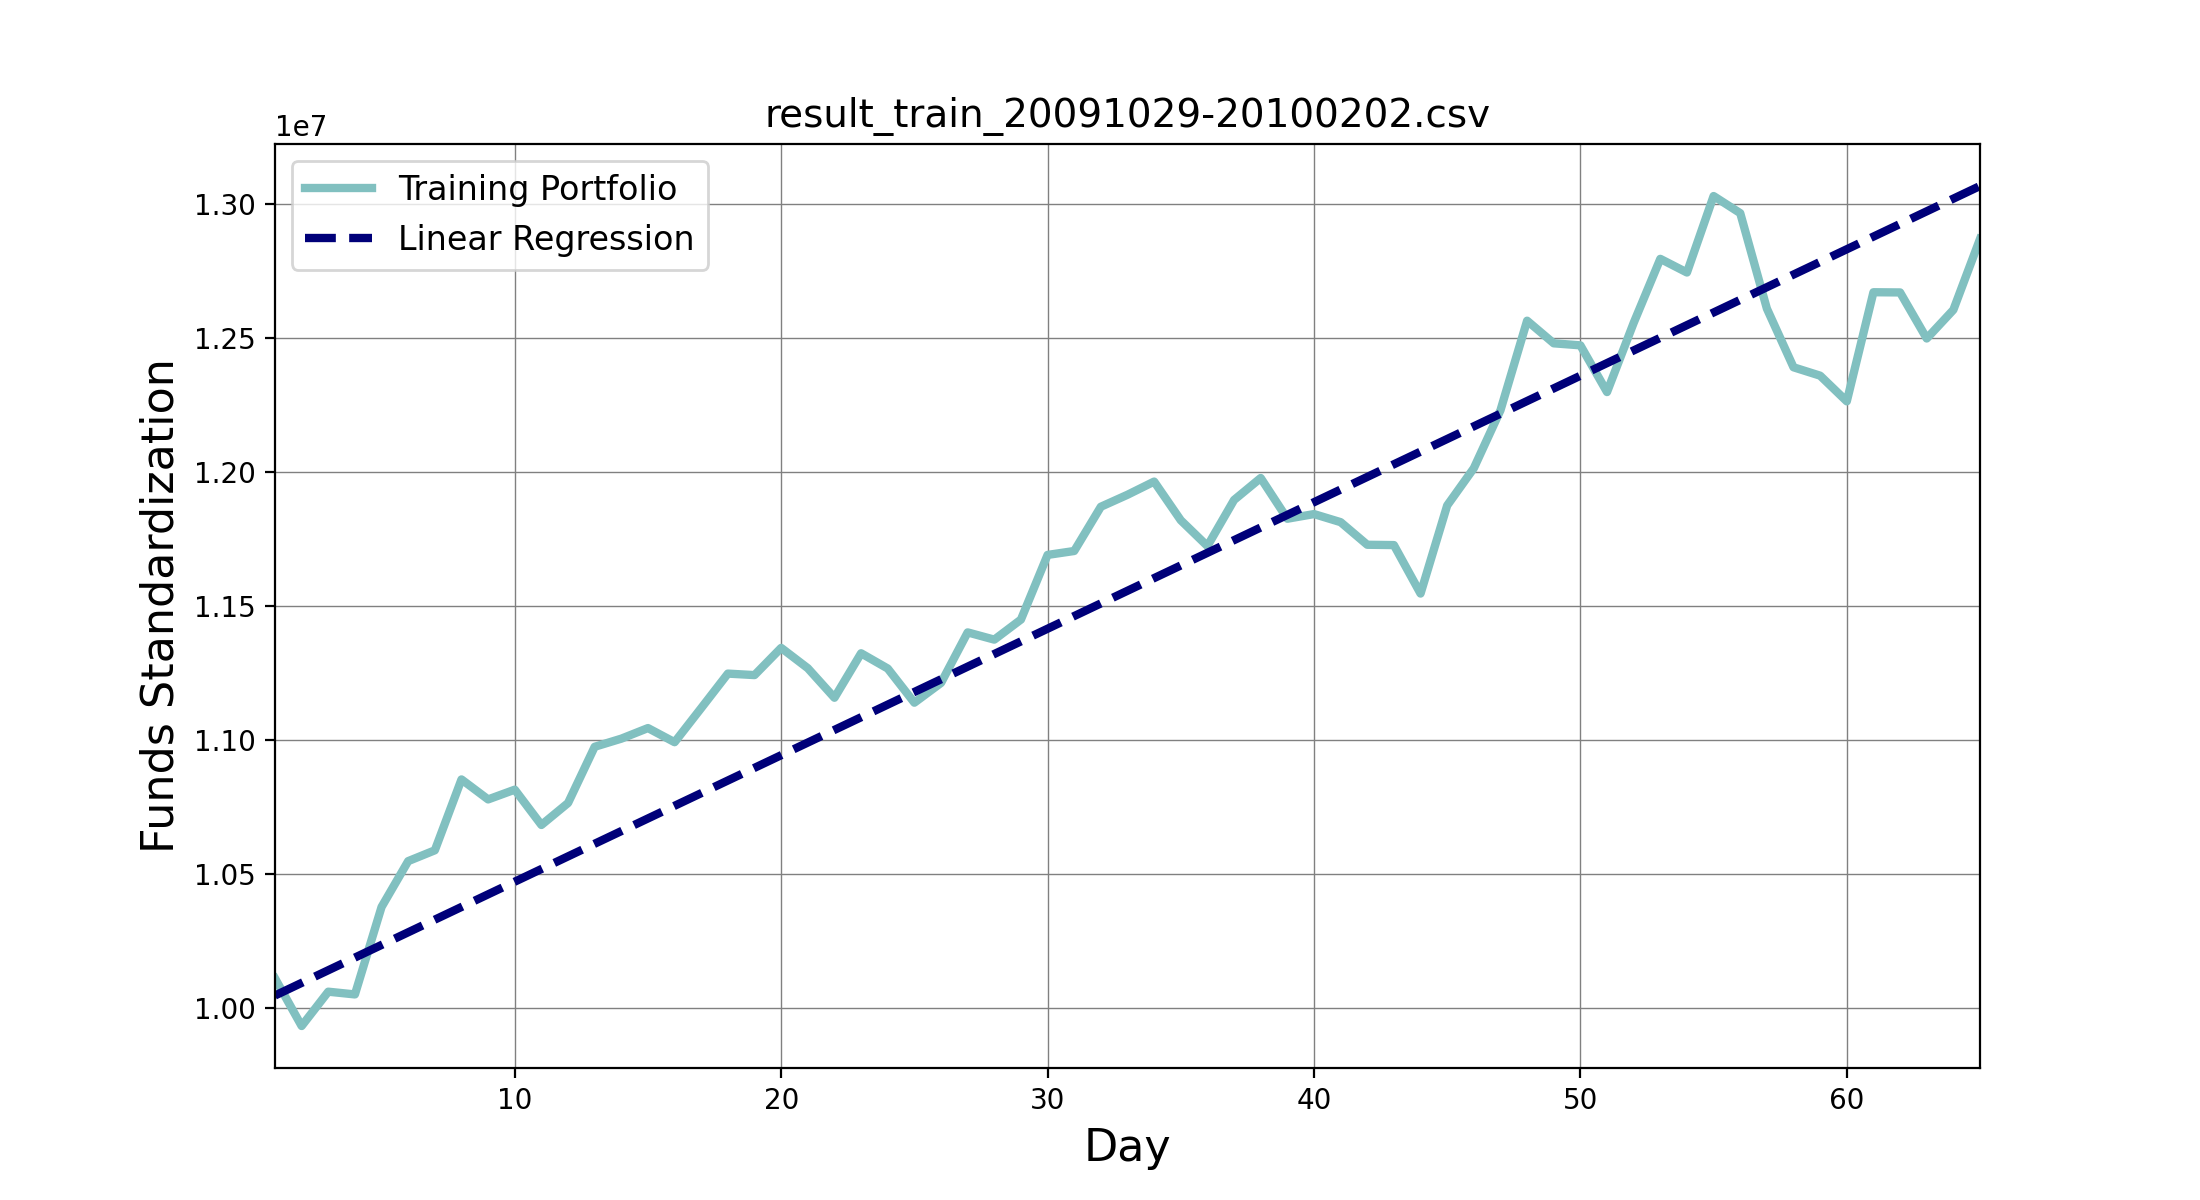 result_train_20091029-20100202.csv
1e7
Training Portfolio
Linear Regression
1.30
1.25
1.20
1.15
1.10
1.05
1.00
Funds Standardization
10 20 30 40 50 60
Day